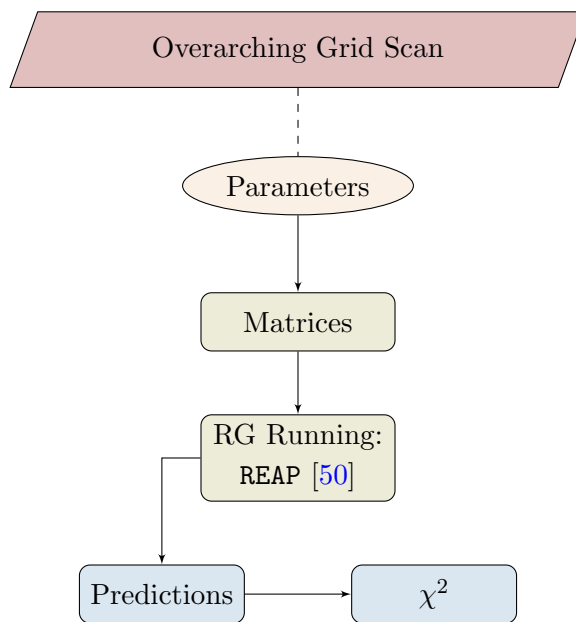 Overarching Grid Scan
Parameters
Matrices
RG Running:
REAP [50]
Predictions
χ²